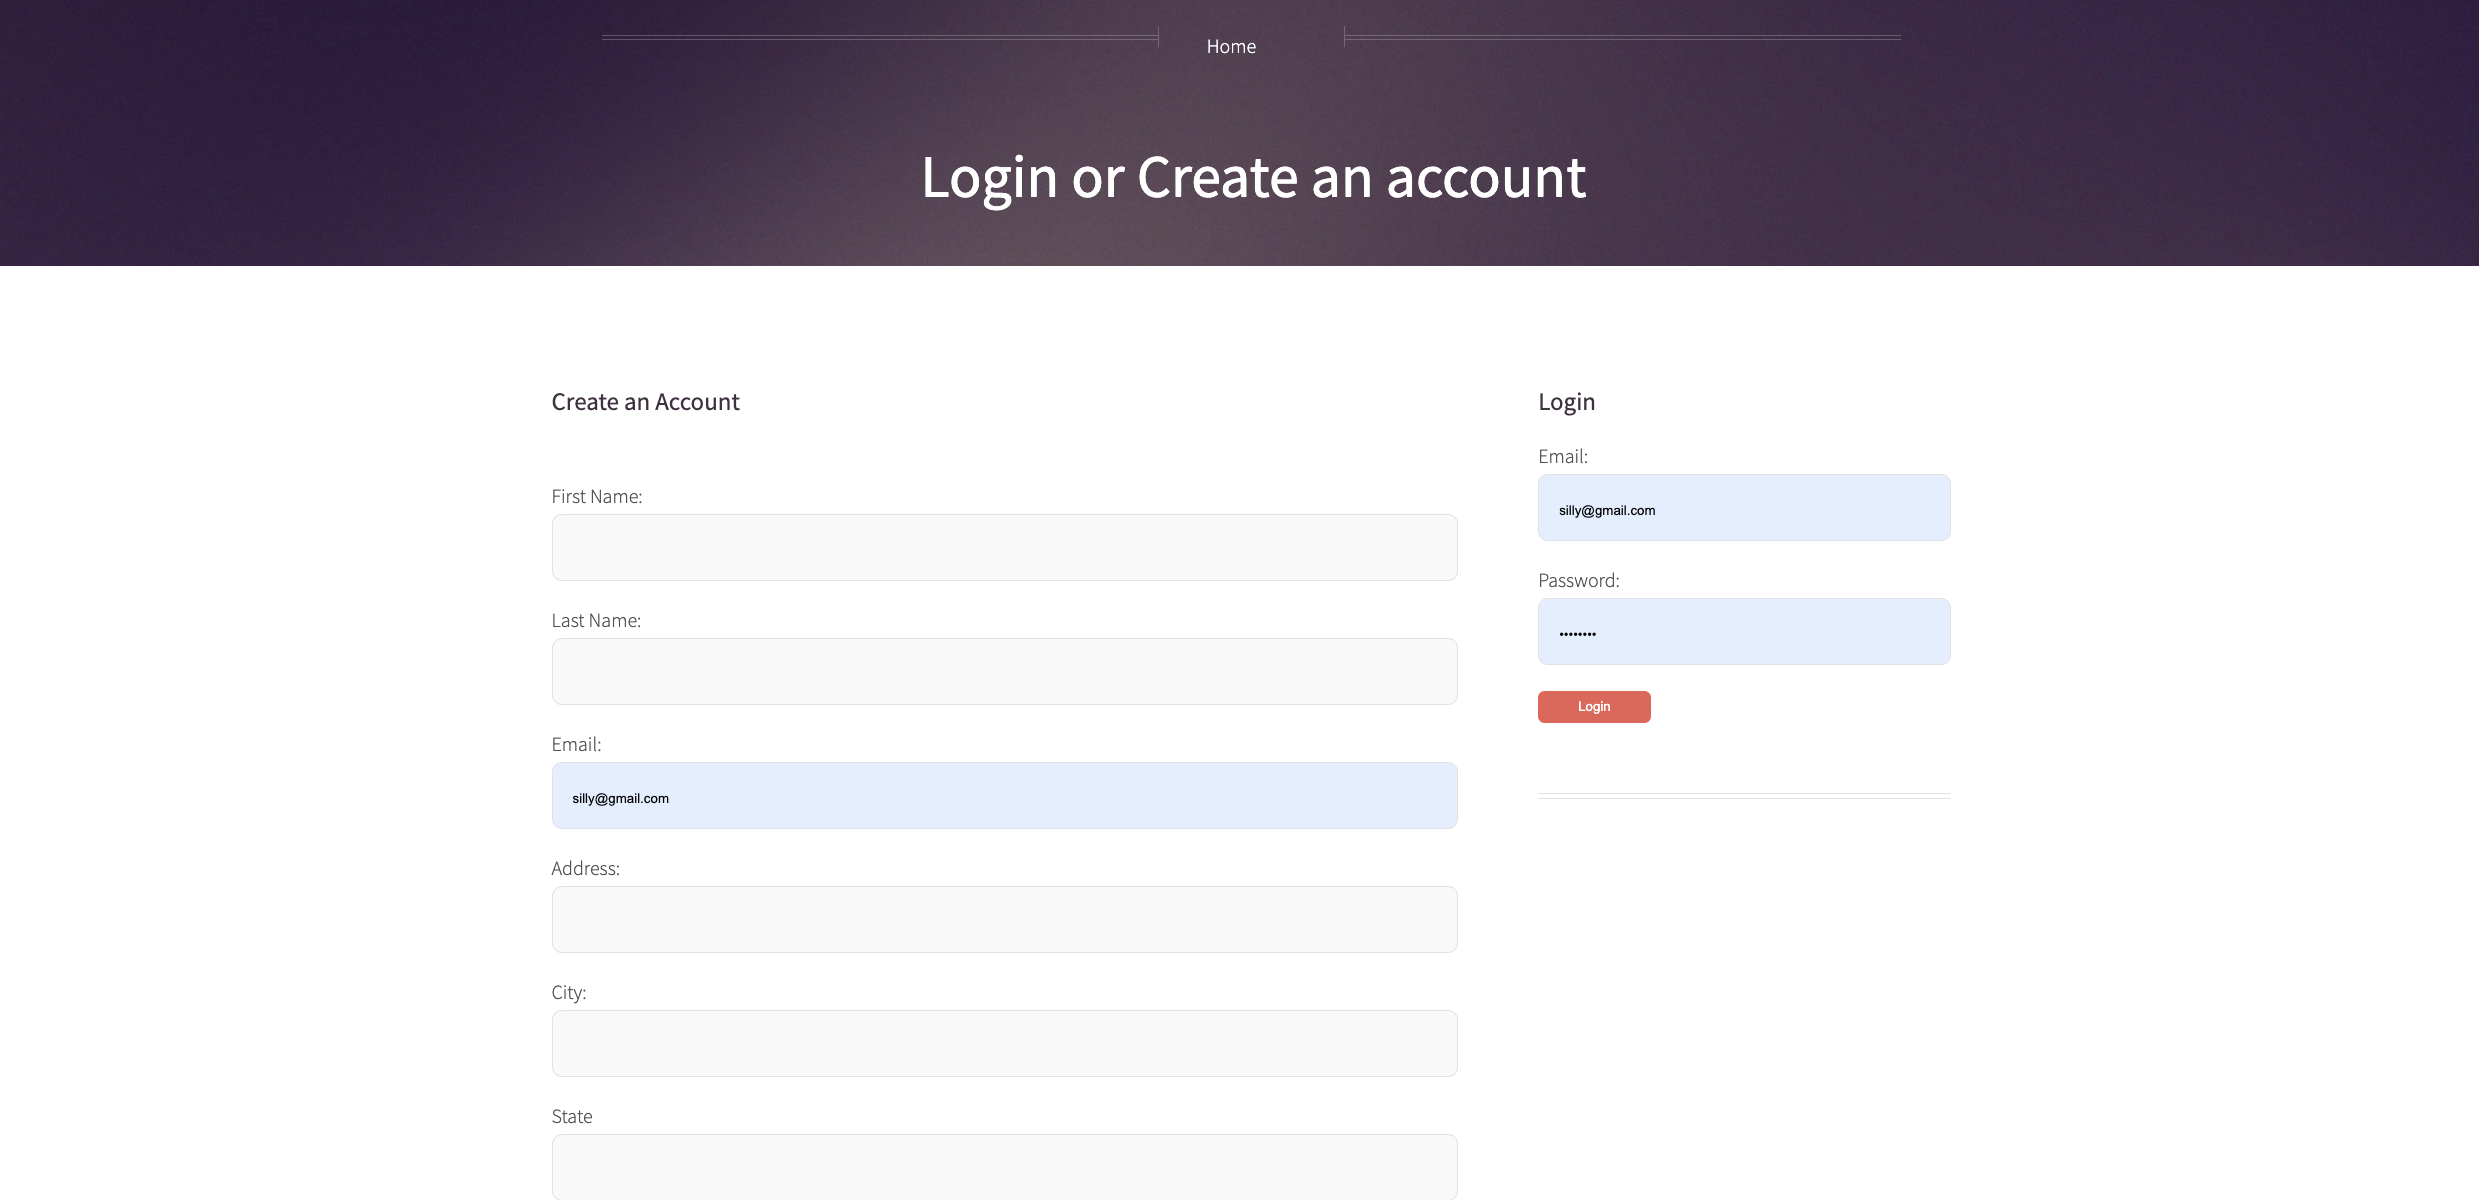 Home
Login or Create an account
Create an Account
First Name:
Last Name:
Email:
silly@gmail.com
Address:
City:
State
Login
Email:
silly@gmail.com
Password:
••••••••
Login